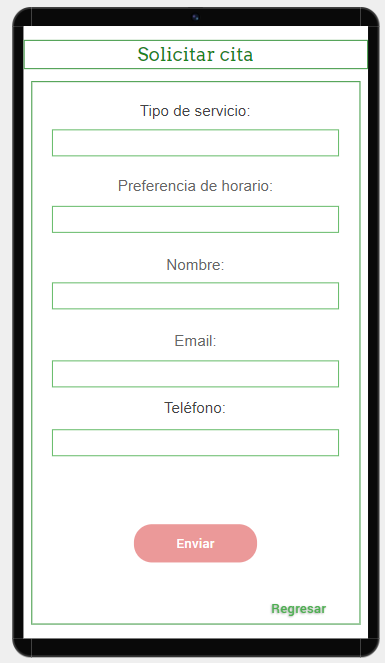 Solicitar cita
Tipo de servicio:
Preferencia de horario:
Nombre:
Email:
Teléfono:
Enviar
Regresar